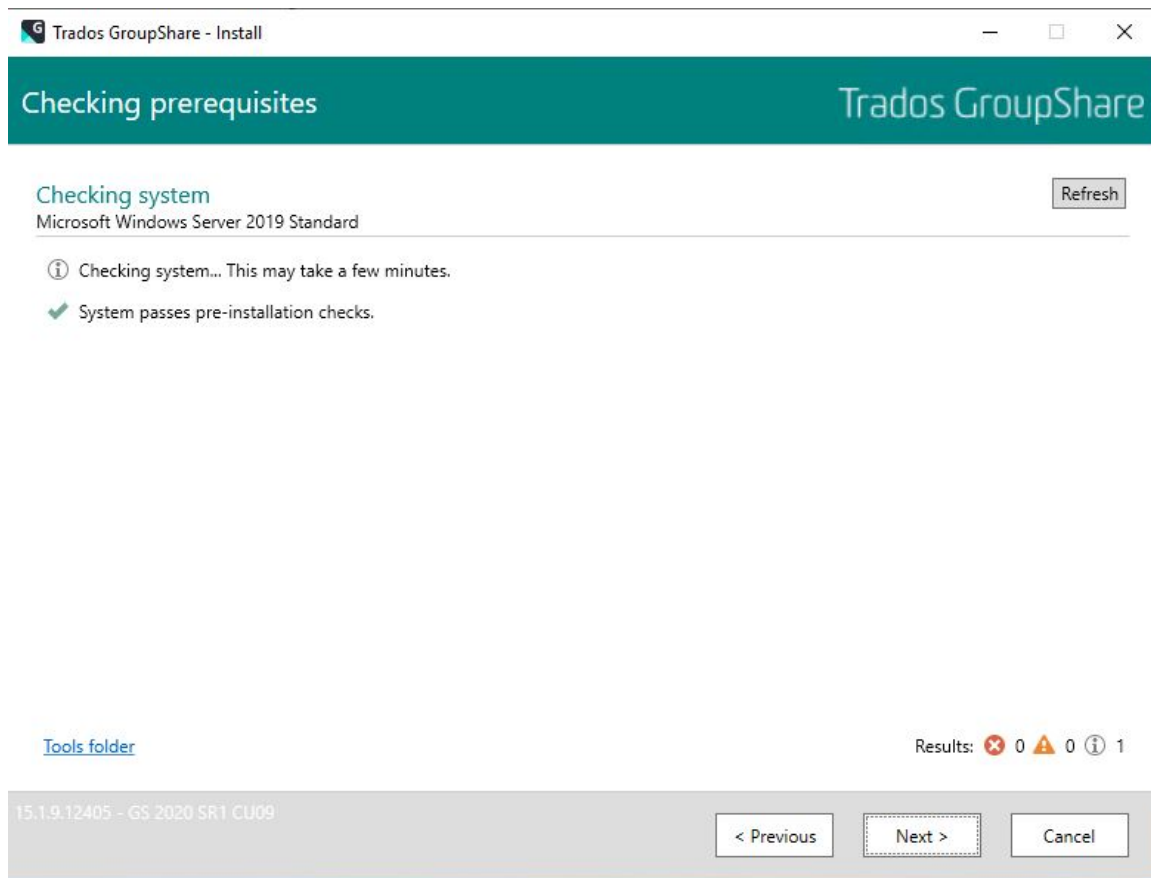 Trados GroupShare - Install
Checking prerequisites
Trados GroupShare
Checking system
Refresh
Microsoft Windows Server 2019 Standard
Checking system... This may take a few minutes.
System passes pre-installation checks.
Tools folder
Results: 0 0 1
15.1.9.12405 - GS 2020 SR1 CU09
< Previous
Next >
Cancel